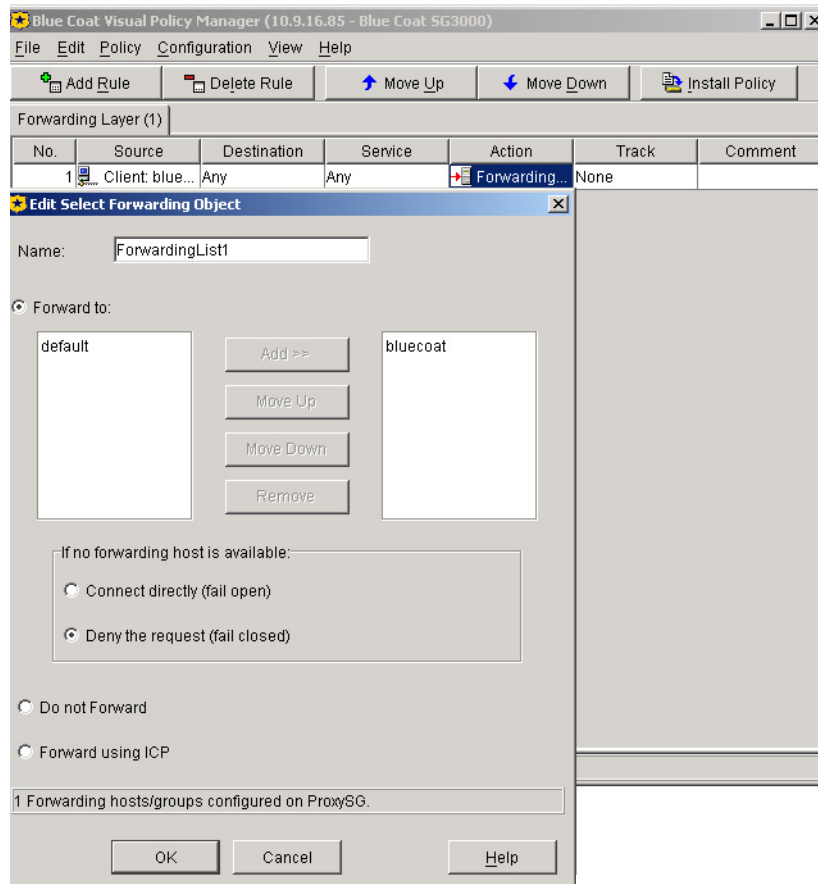 Blue Coat Visual Policy Manager (10.9.16.85 - Blue Coat SG3000)
File Edit Policy Configuration View Help
Add Rule Delete Rule Move Up Move Down Install Policy
Forwarding Layer (1)
No. Source Destination Service Action Track Comment
1 Client: blue... Any Any Forwarding... None
Edit Select Forwarding Object
Name: ForwardingList1
Forward to:
default Add >> bluecoat
Move Up
Move Down
Remove
If no forwarding host is available:
Connect directly (fail open)
Deny the request (fail closed)
Do not Forward
Forward using ICP
1 Forwarding hosts/groups configured on ProxySG.
OK Cancel Help